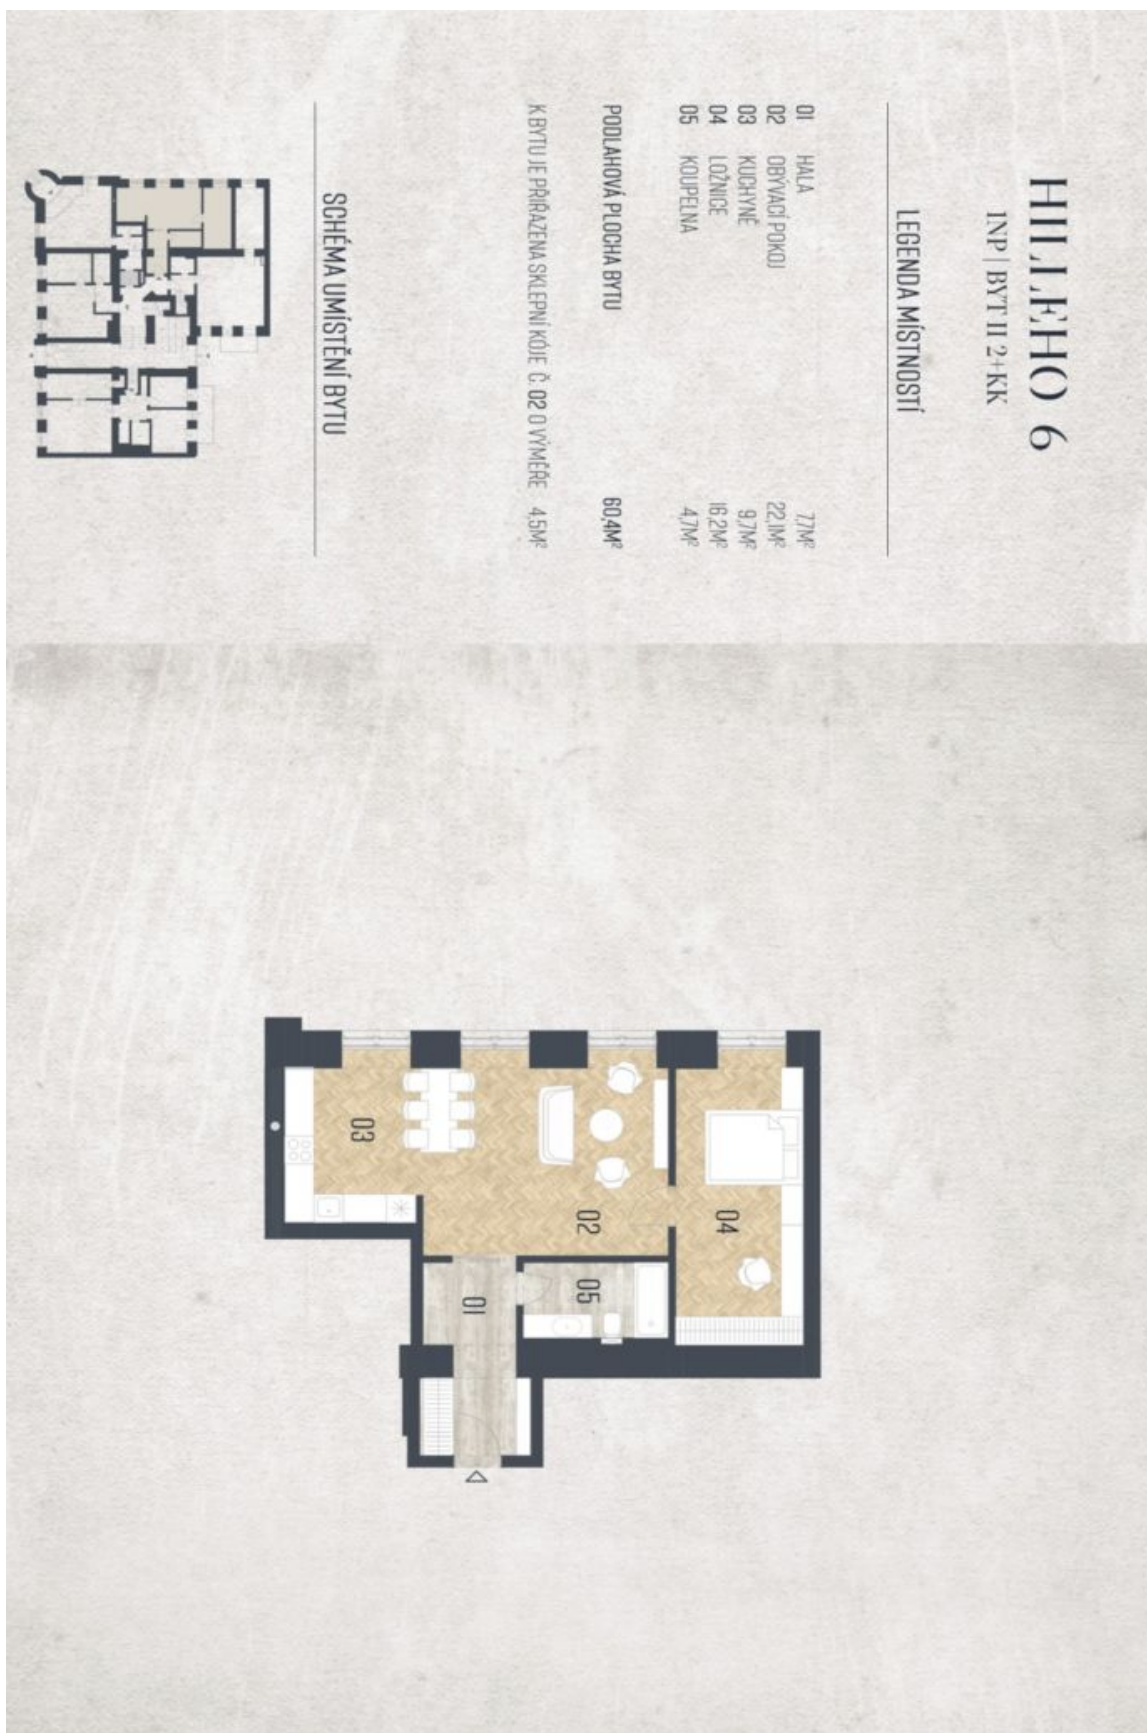 HILLEHO 6
1NP | BYT II 2+KK
LEGENDA MÍSTNOSTÍ
01 HALA 7,7M²
02 OBÝVACÍ POKOJ 22,1M²
03 KUCHYNĚ 9,7M²
04 LOŽNICE 16,2M²
05 KOUPELNA 4,7M²
PODLAHOVÁ PLOCHA BYTU 60,4M²
K BYTU JE PŘIŘAZENA SKLEPNÍ KÓJE Č. 02 O VÝMĚŘE 4,5M²
SCHÉMA UMÍSTĚNÍ BYTU
04
02
05
01
03